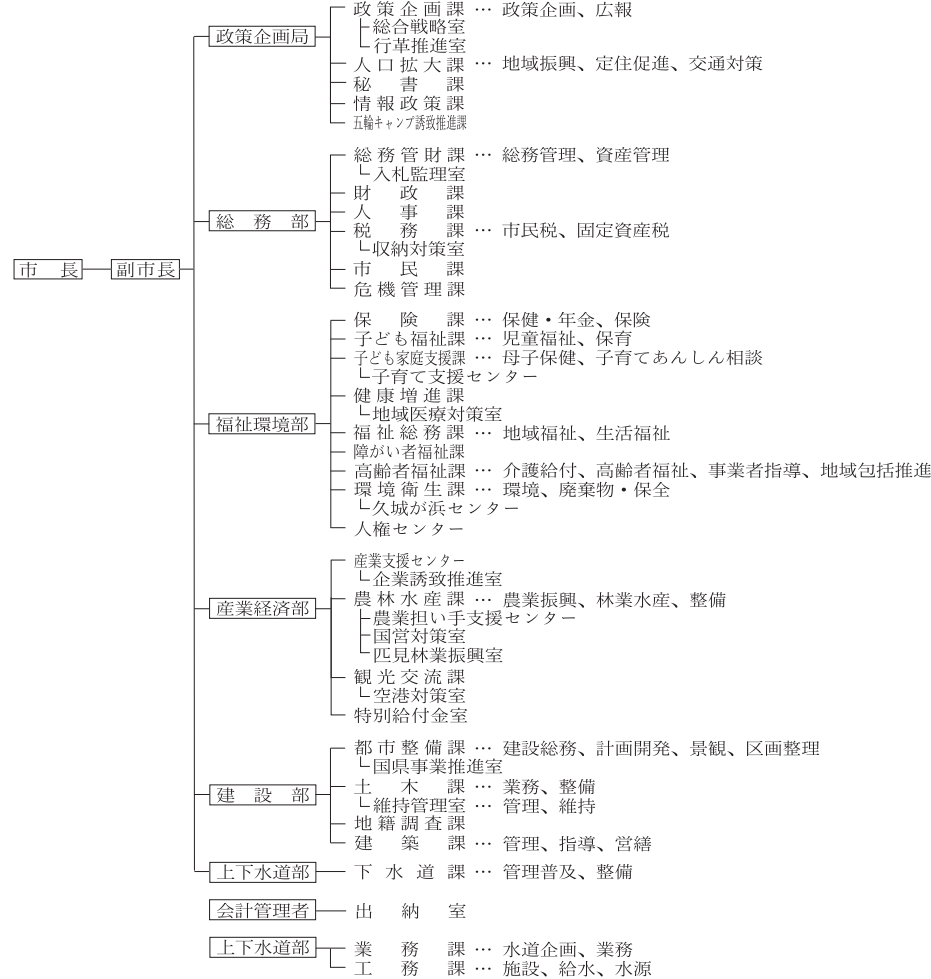 政策企画課 … 政策企画、広報
総合戦略室
政策企画局
行革推進室
人口拡大課 … 地域振興、定住促進、交通対策
秘書課
情報政策課
五輪キャンプ誘致推進課
総務管財課 … 総務管理、資産管理
入札監理室
財政課
人事課
総務部
税務課 … 市民税、固定資産税
収納対策室
市長 副市長
市民課
危機管理課
保険課 … 保健・年金、保険
子ども福祉課 … 児童福祉、保育
子ども家庭支援課 … 母子保健、子育てあんしん相談
子育て支援センター
健康増進課
地域医療対策室
福祉環境部
福祉総務課 … 地域福祉、生活福祉
障がい者福祉課
高齢者福祉課 … 介護給付、高齢者福祉、事業者指導、地域包括推進
環境衛生課 … 環境、廃棄物・保全
久城が浜センター
人権センター
産業支援センター
企業誘致推進室
産業経済部
農林水産課 … 農業振興、林業水産、整備
農業担い手支援センター
国営対策室
匹見林業振興室
観光交流課
空港対策室
特別給付金室
都市整備課 … 建設総務、計画開発、景観、区画整理
国県事業推進室
建設部
土木課 … 業務、整備
維持管理室 … 管理、維持
地籍調査課
建築課 … 管理、指導、営繕
上下水道部
下水道課 … 管理普及、整備
会計管理者
出納室
上下水道部
業務課 … 水道企画、業務
工務課 … 施設、給水、水源